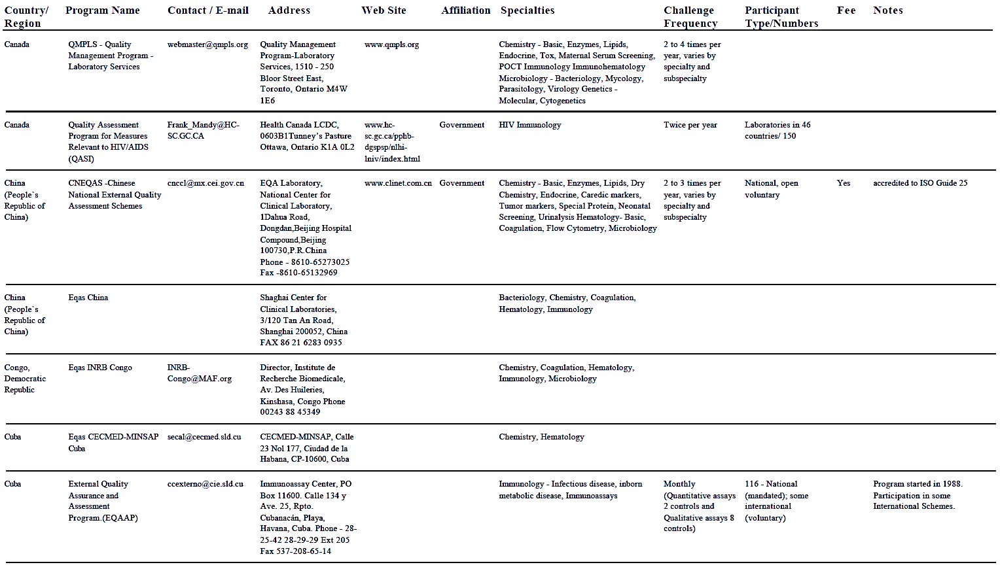 Country/ Region
Program Name
Contact / E-mail
Address
Web Site
Affiliation
Specialties
Challenge Frequency
Participant Type/Numbers
Fee
Notes
Canada
QMPLS - Quality
Management Program -
Laboratory Services
webmaster@qmpls.org
Quality Management
Program-Laboratory
Services, 1510 - 250
Bloor Street East,
Toronto, Ontario M4W
1E6
www.qmpls.org
Chemistry - Basic, Enzymes, Lipids,
Endocrine, Tox, Maternal Serum Screening,
POCT Immunology Immunohematology
Microbiology - Bacteriology, Mycology,
Parasitology, Virology Genetics -
Molecular, Cytogenetics
2 to 4 times per
year, varies by
specialty and
subspecialty
Canada
Quality Assessment
Program for Measures
Relevant to HIV/AIDS
(QASI)
Frank_Mandy@HC-
SC.GC.CA
Health Canada LCDC,
0603B1Tunney's Pasture
Ottawa, Ontario K1A 0L2
www.hc-
sc.gc.ca/pphb-
dgspsp/nlhi-
lniv/index.html
Government
HIV Immunology
Twice per year
Laboratories in 46
countries/ 150
China
(People`s
Republic of
China)
CNEQAS -Chinese
National External Quality
Assessment Schemes
cnccl@mx.cei.gov.cn
EQA Laboratory,
National Center for
Clinical Laboratory,
1Dahua Road,
Dongdan,Beijing Hospital
Compound,Beijing
100730,P.R.China
Phone - 8610-65273025
Fax -8610-65132969
www.clinet.com.cn
Government
Chemistry - Basic, Enzymes, Lipids, Dry
Chemistry, Endocrine, Caredic markers,
Tumor markers, Special Protein, Neonatal
Screening, Urinalysis Hematology- Basic,
Coagulation, Flow Cytometry, Microbiology
2 to 3 times per
year, varies by
specialty and
subspecialty
National, open
voluntary
Yes
accredited to ISO Guide 25
China
(People`s
Republic of
China)
Eqas China
Shaghai Center for
Clinical Laboratories,
3/120 Tan An Road,
Shanghai 200052, China
FAX 86 21 6283 0935
Bacteriology, Chemistry, Coagulation,
Hematology, Immunology
Congo,
Democratic
Republic
Eqas INRB Congo
INRB-
Congo@MAF.org
Director, Institute de
Recherche Biomedicale,
Av. Des Huileries,
Kinshasa, Congo Phone
00243 88 45349
Chemistry, Coagulation, Hematology,
Immunology, Microbiology
Cuba
Eqas CECMED-MINSAP
Cuba
secal@cecmed.sld.cu
CECMED-MINSAP, Calle
23 Nol 177, Ciudad de la
Habana, CP-10600, Cuba
Chemistry, Hematology
Cuba
External Quality
Assurance and
Assessment
Program.(EQAAP)
ccexterno@cie.sld.cu
Immunoassay Center, PO
Box 11600. Calle 134 y
Ave. 25, Rpto.
Cubanacán, Playa,
Havana, Cuba. Phone - 28-
25-42 28-29-29 Ext 205
Fax 537-208-65-14
Immunology - Infectious disease, inborn
metabolic disease, Immunoassays
Monthly
(Quantitative assays
2 controls and
Qualitative assays 8
controls)
116 - National
(mandated); some
international
(voluntary)
Program started in 1988.
Participation in some
International Schemes.